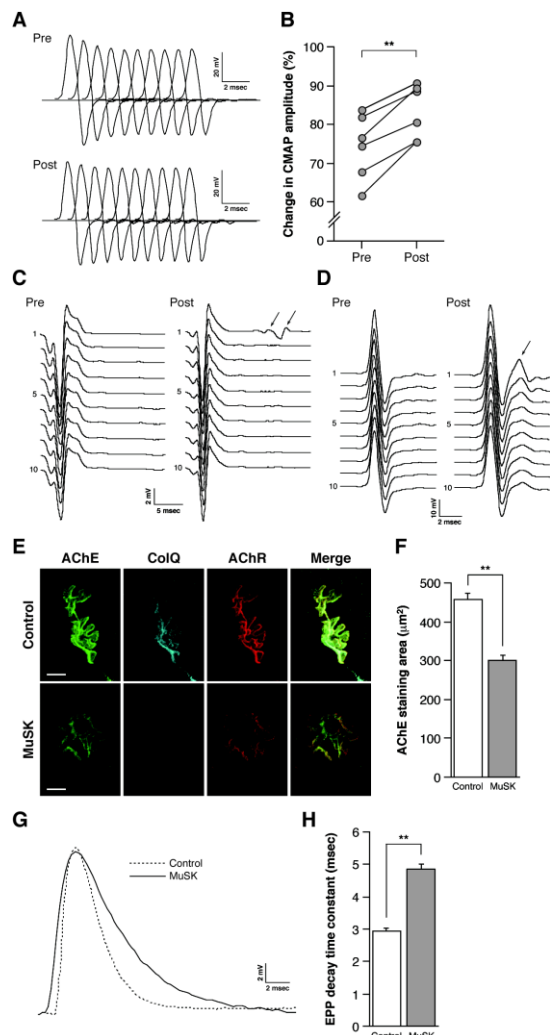 A
Pre
20 mV
2 msec
Post
20 mV
2 msec
B
Change in CMAP amplitude (%)
100
90
80
70
60
0
**
Pre
Post
C
Pre
Post
1
5
10
1
5
10
2 mV
5 msec
D
Pre
Post
1
5
10
1
5
10
10 mV
2 msec
E
AChE
ColQ
AChR
Merge
Control
MuSK
F
AChE staining area (μm²)
500
400
300
200
100
0
**
Control
MuSK
G
Control
MuSK
2 mV
2 msec
H
EPP decay time constant (msec)
6
5
4
3
2
1
0
**
Control
MuSK